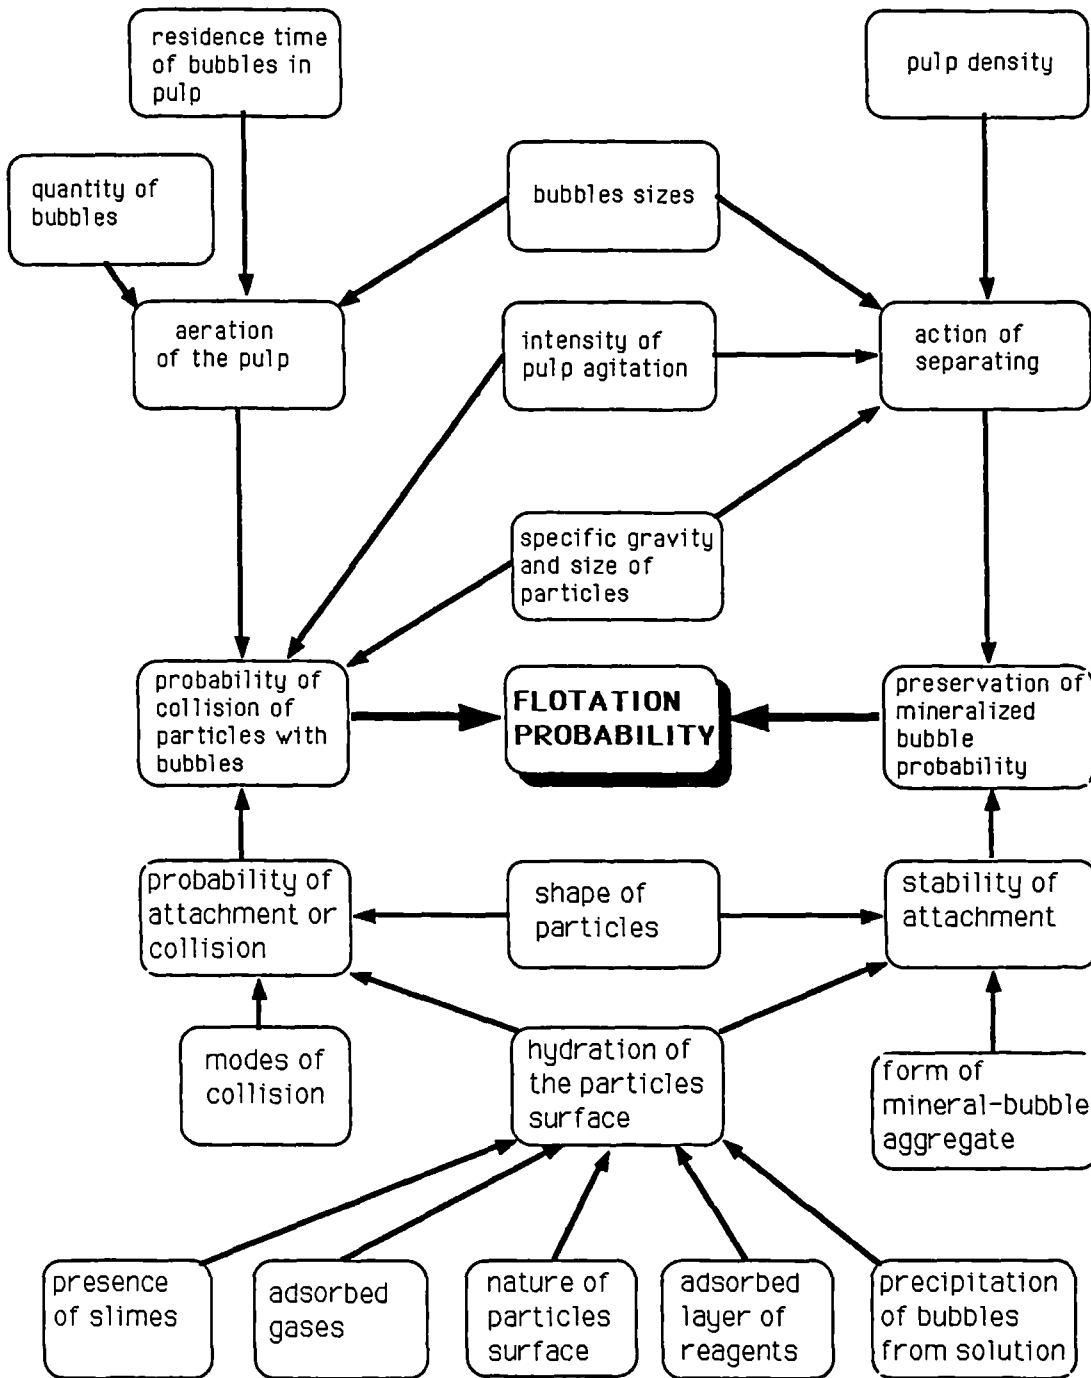 residence time
of bubbles in
pulp
pulp density
quantity of
bubbles
bubbles sizes
aeration
of the pulp
intensity of
pulp agitation
action of
separating
specific gravity
and size of
particles
probability of
collision of
particles with
bubbles
FLOTATION
PROBABILITY
preservation of
mineralized
bubble
probability
probability of
attachment or
collision
shape of
particles
stability of
attachment
modes of
collision
hydration of
the particles
surface
form of
mineral-bubble
aggregate
presence
of slimes
adsorbed
gases
nature of
particles
surface
adsorbed
layer of
reagents
precipitation
of bubbles
from solution